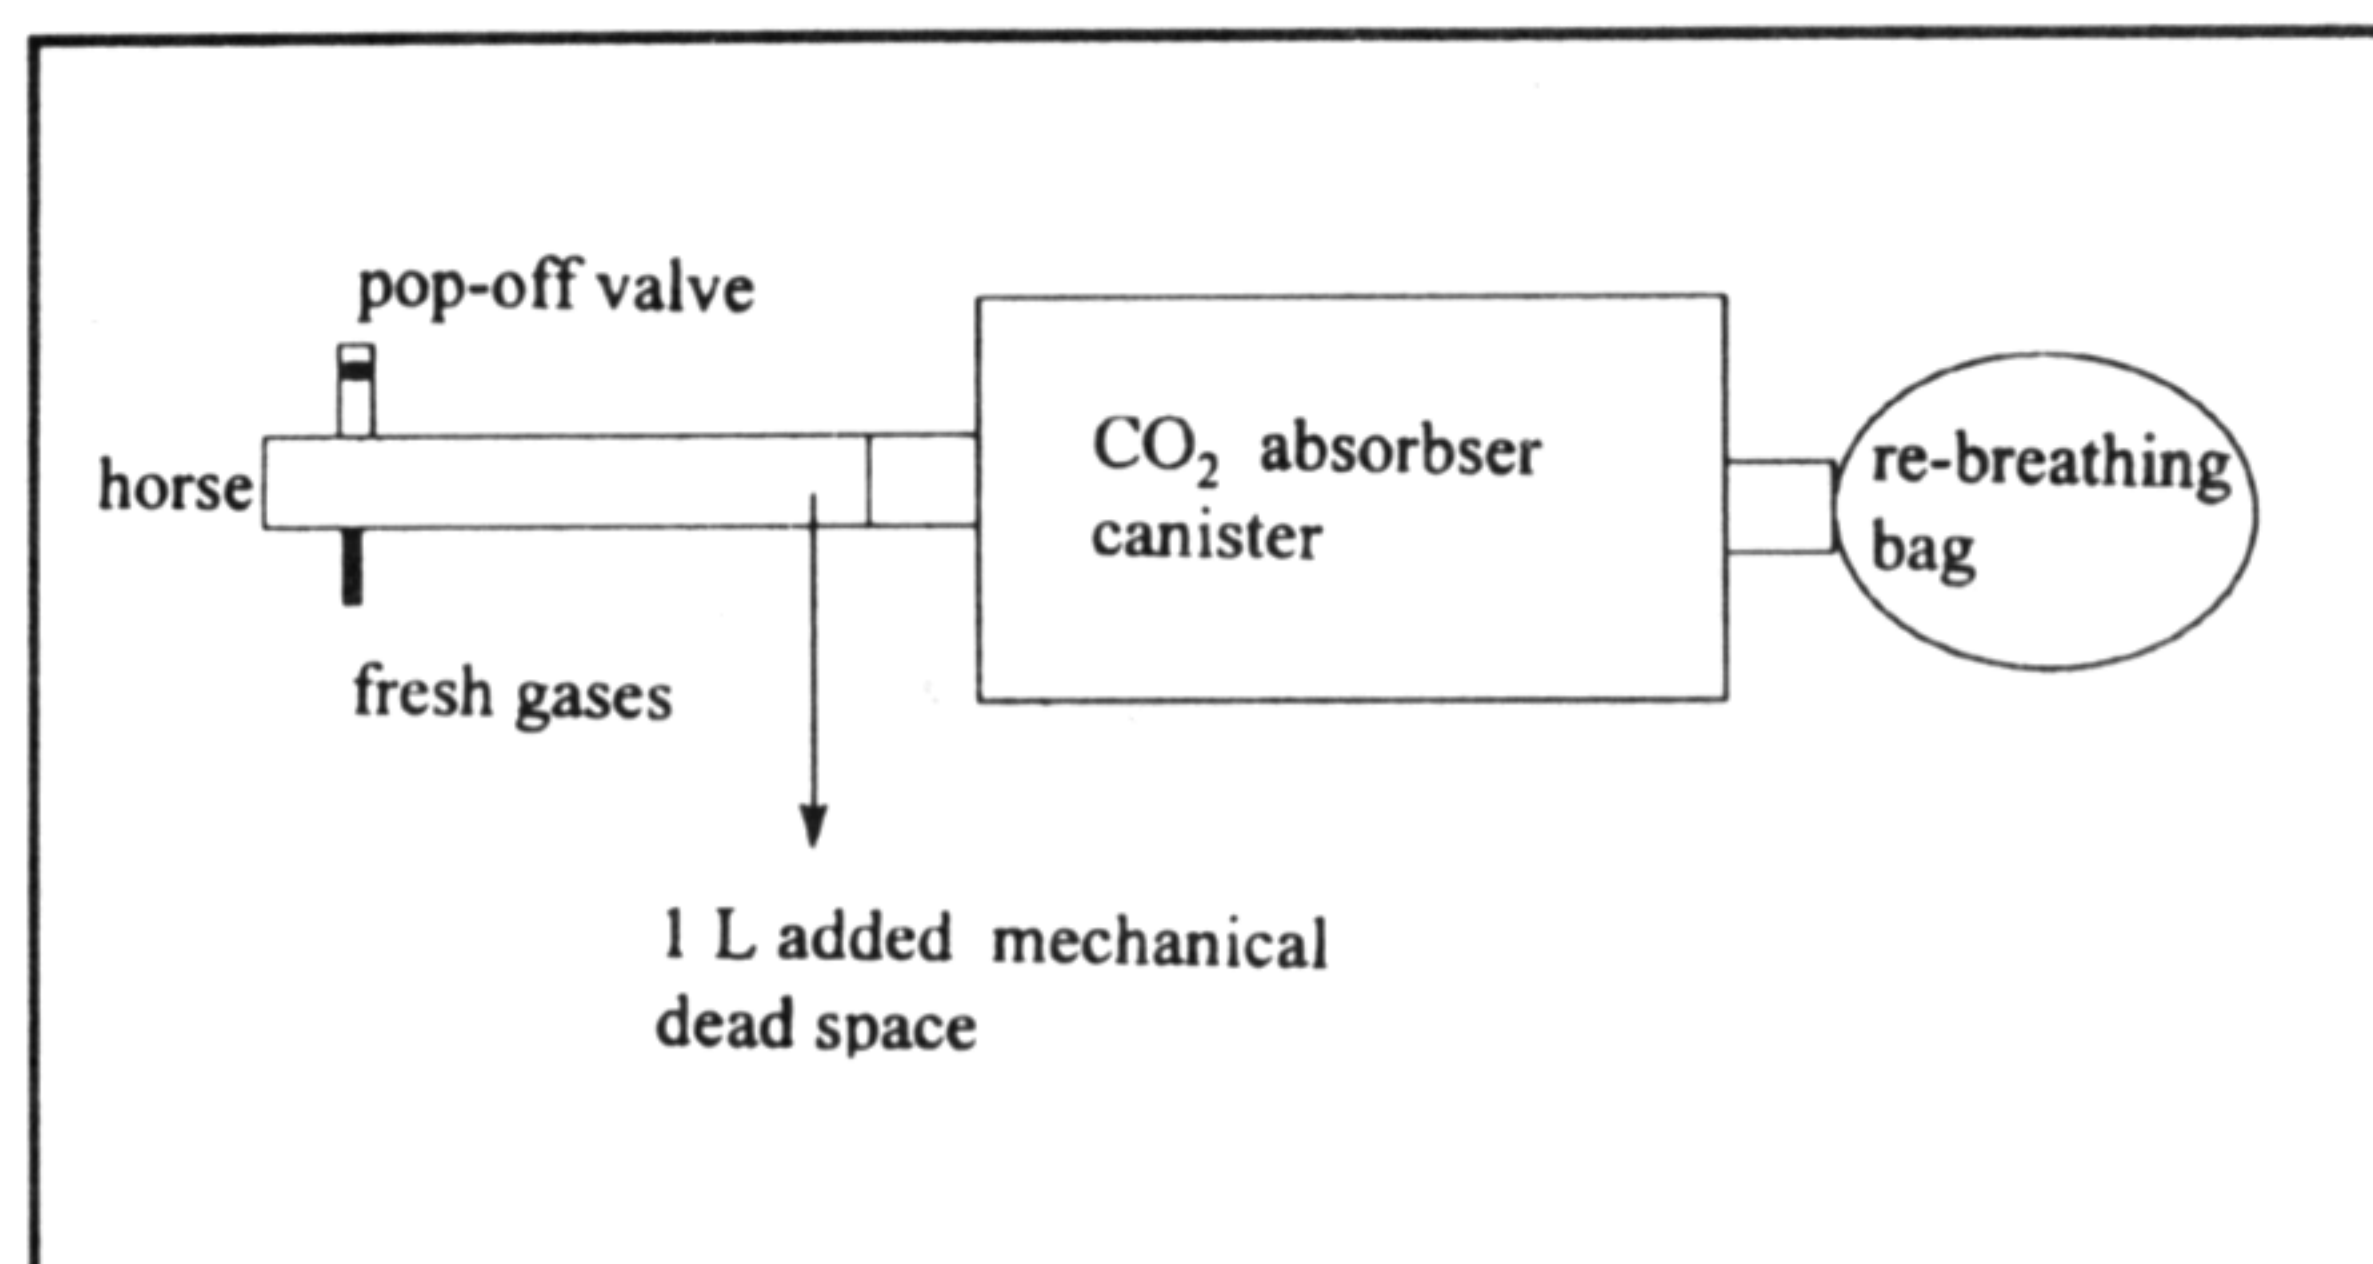 pop-off valve
horse
CO₂ absorbser
canister
re-breathing
bag
fresh gases
1 L added mechanical
dead space